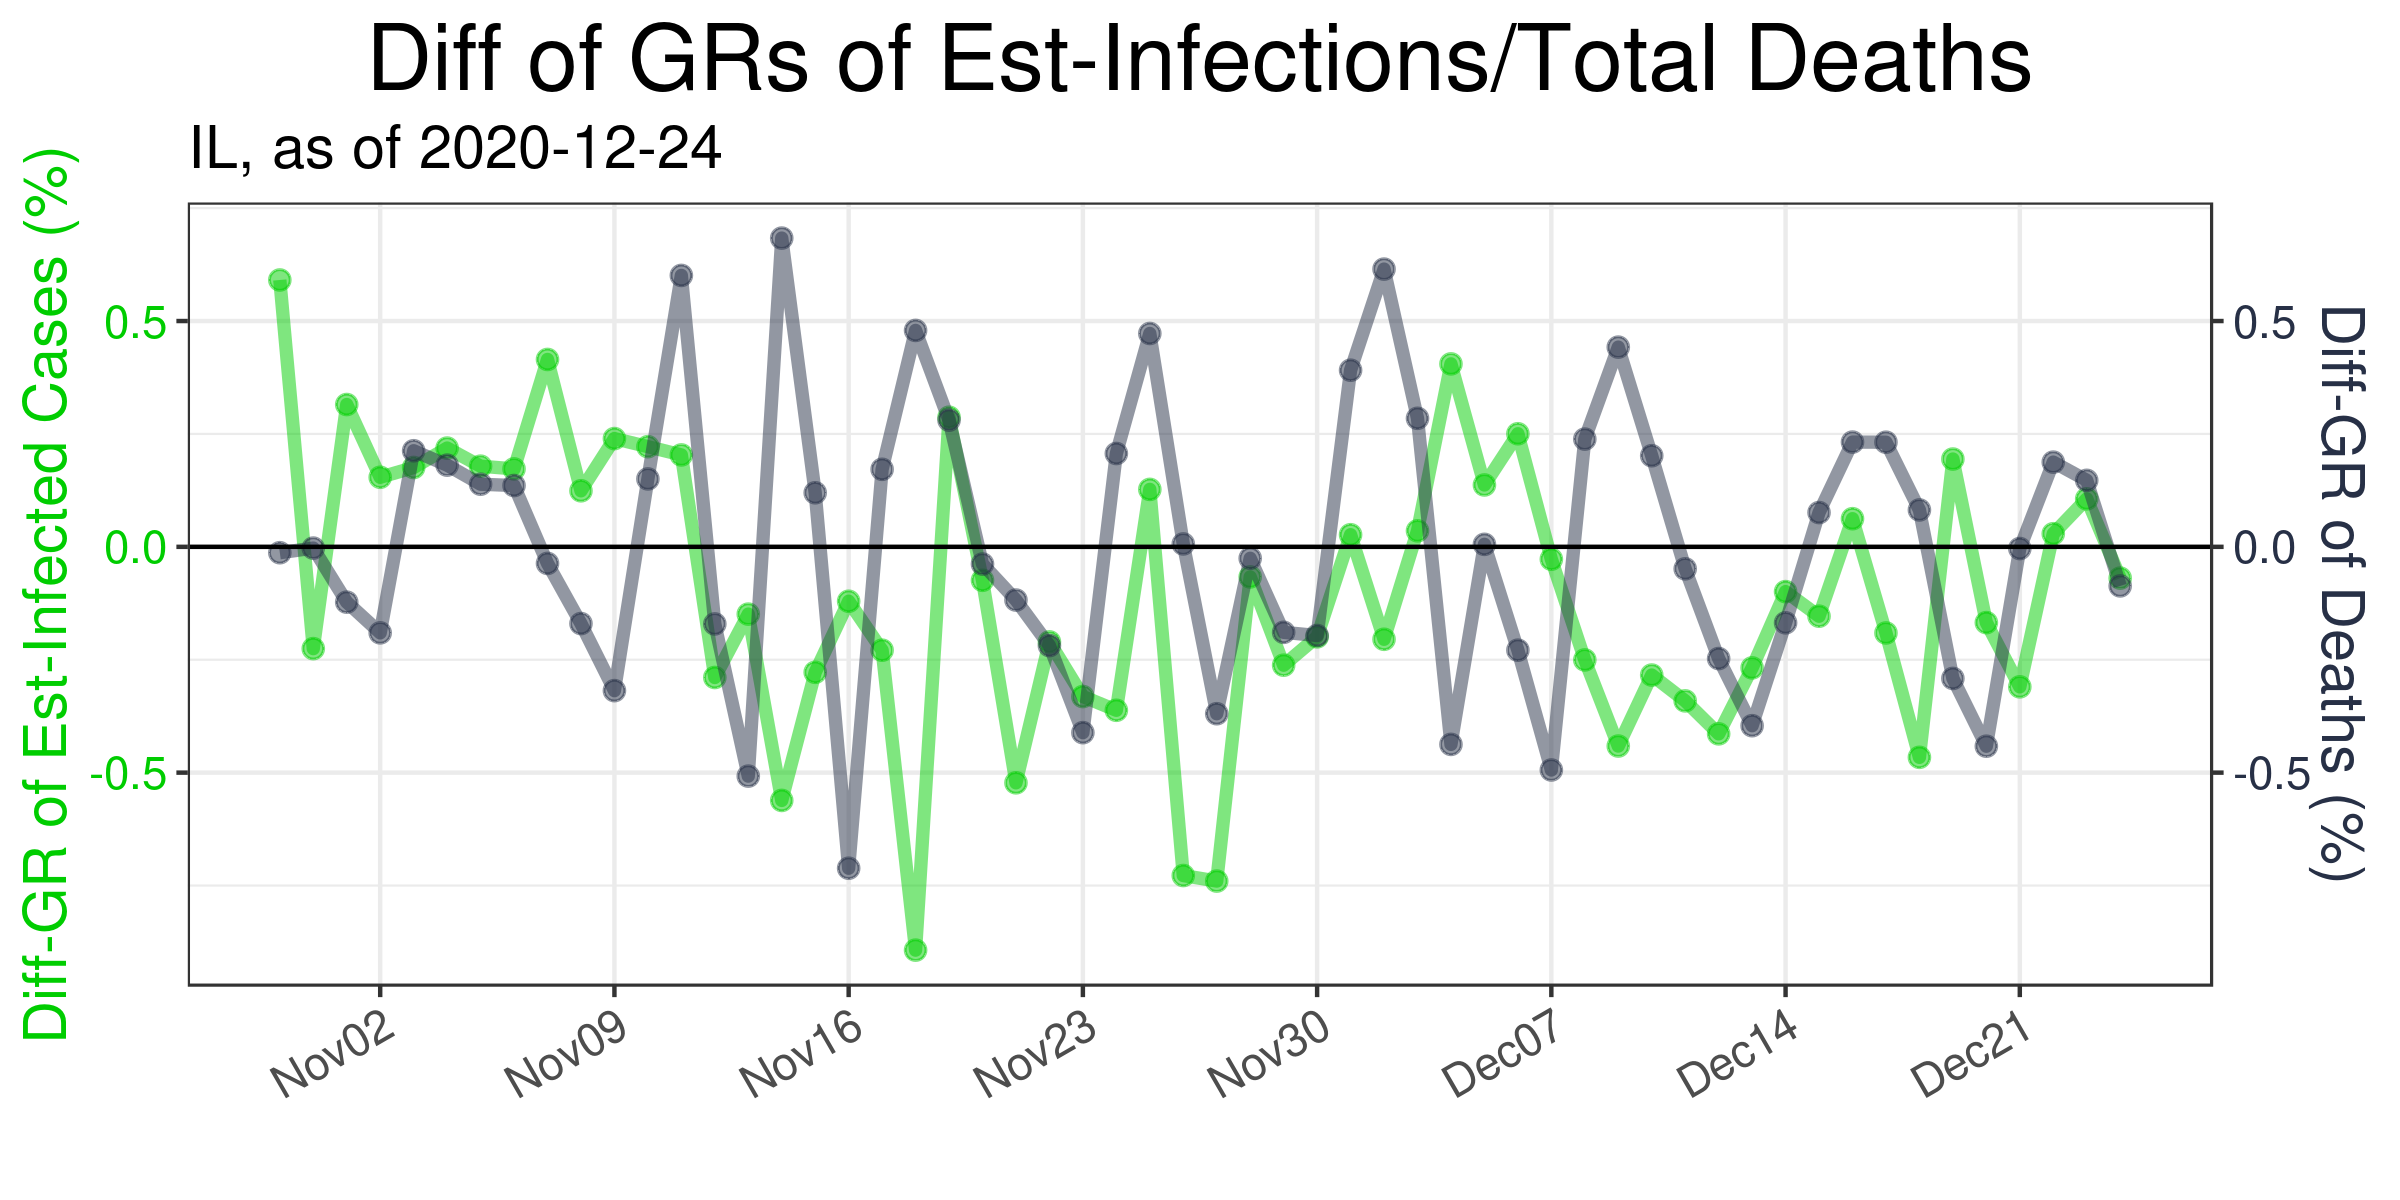 Diff of GRs of Est-Infections/Total Deaths
IL, as of 2020-12-24
Diff-GR of Est-Infected Cases (%)
0.5
0.0
-0.5
0.5
0.0
-0.5
Diff-GR of Deaths (%)
Nov02
Nov09
Nov16
Nov23
Nov30
Dec07
Dec14
Dec21